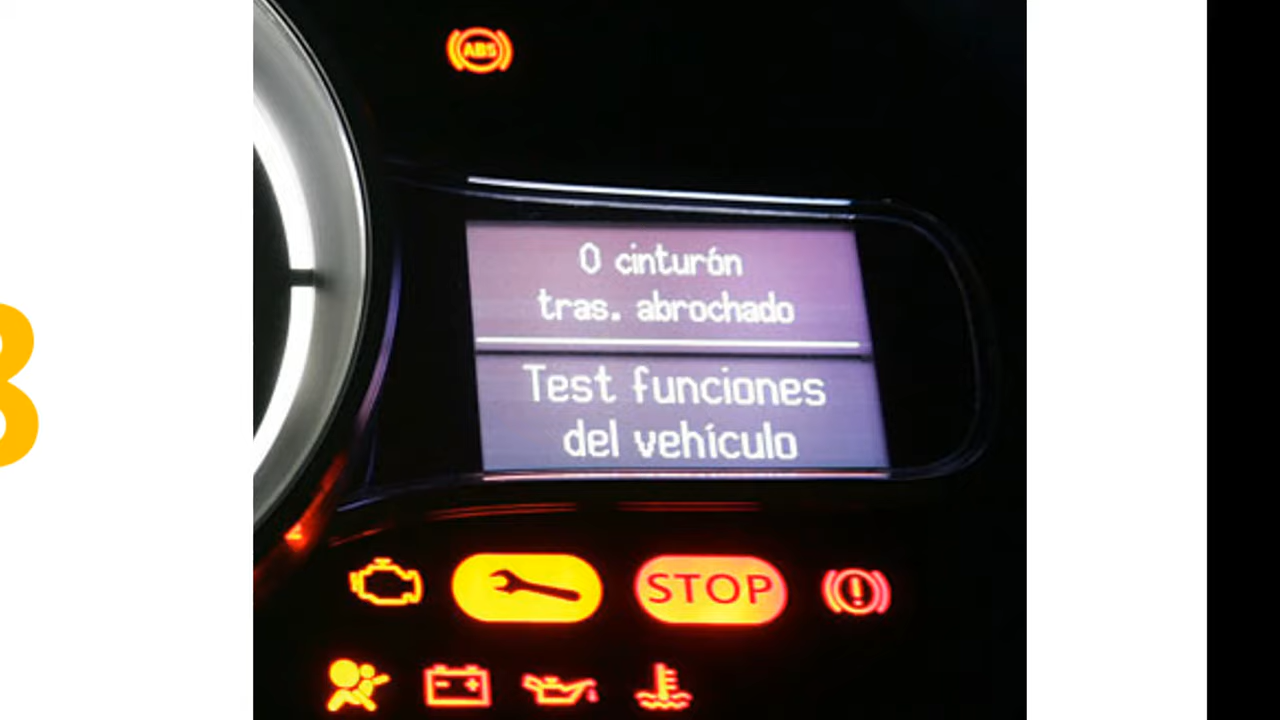 ABS
0 cinturón
tras. abrochado
Test funciones
del vehículo
STOP